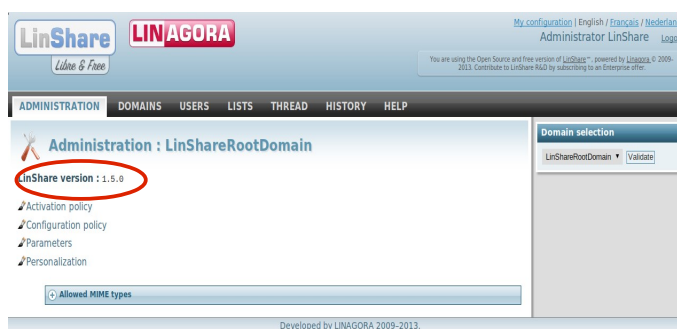 LinShare
Libre & Free
LINAGORA
My configuration | English / Français / Nederlan
Administrator LinShare Logo
You are using the Open Source and free version of LinShare™, powered by Linagora © 2009-
2013. Contribute to LinShare R&D by subscribing to an Enterprise offer.
ADMINISTRATION DOMAINS USERS LISTS THREAD HISTORY HELP
Administration : LinShareRootDomain
LinShare version : 1.5.0
Activation policy
Configuration policy
Parameters
Personalization
Allowed MIME types
Domain selection
LinShareRootDomain Validate
Developed by LINAGORA 2009-2013.